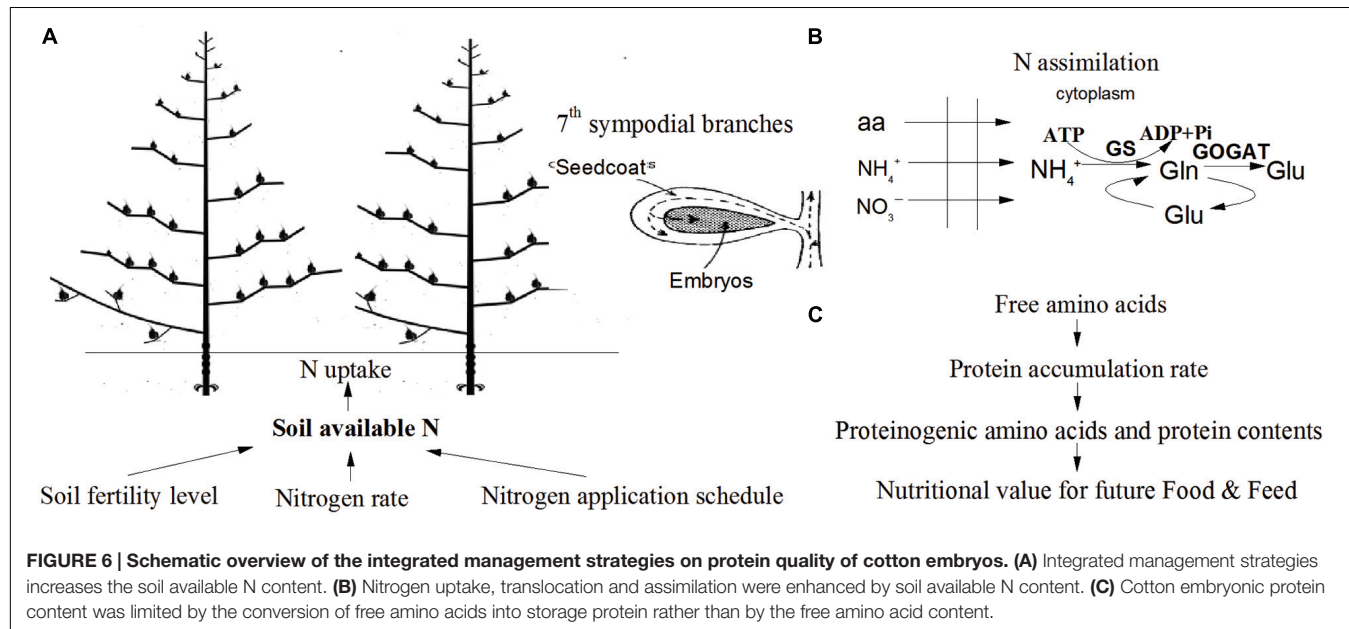 A
7th sympodial branches
Seedcoats
Embryos
N uptake
Soil available N
Soil fertility level
Nitrogen rate
Nitrogen application schedule
B
N assimilation
cytoplasm
aa
ATP
ADP+Pi
GS
GOGAT
NH4+
NH4+
Gln
Glu
NO3−
Glu
C
Free amino acids
Protein accumulation rate
Proteinogenic amino acids and protein contents
Nutritional value for future Food & Feed
FIGURE 6 | Schematic overview of the integrated management strategies on protein quality of cotton embryos. (A) Integrated management strategies
increases the soil available N content. (B) Nitrogen uptake, translocation and assimilation were enhanced by soil available N content. (C) Cotton embryonic protein
content was limited by the conversion of free amino acids into storage protein rather than by the free amino acid content.